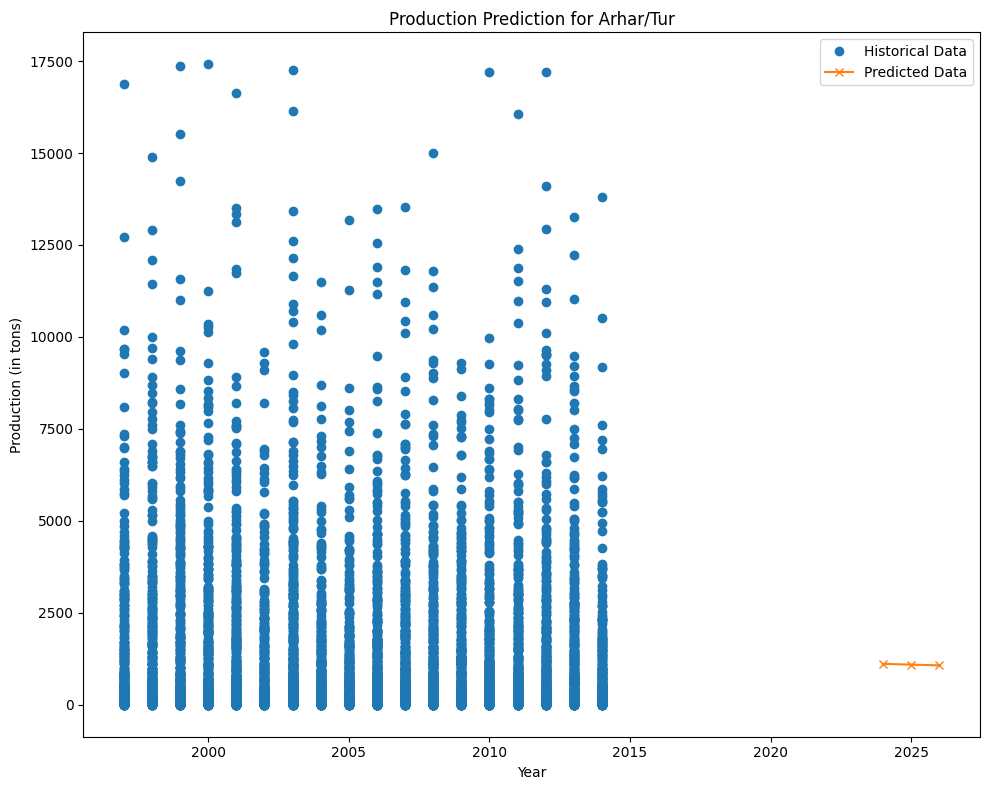 Production Prediction for Arhar/Tur
Historical Data
Predicted Data
17500
15000
12500
10000
7500
5000
2500
0
Production (in tons)
2000
2005
2010
2015
2020
2025
Year